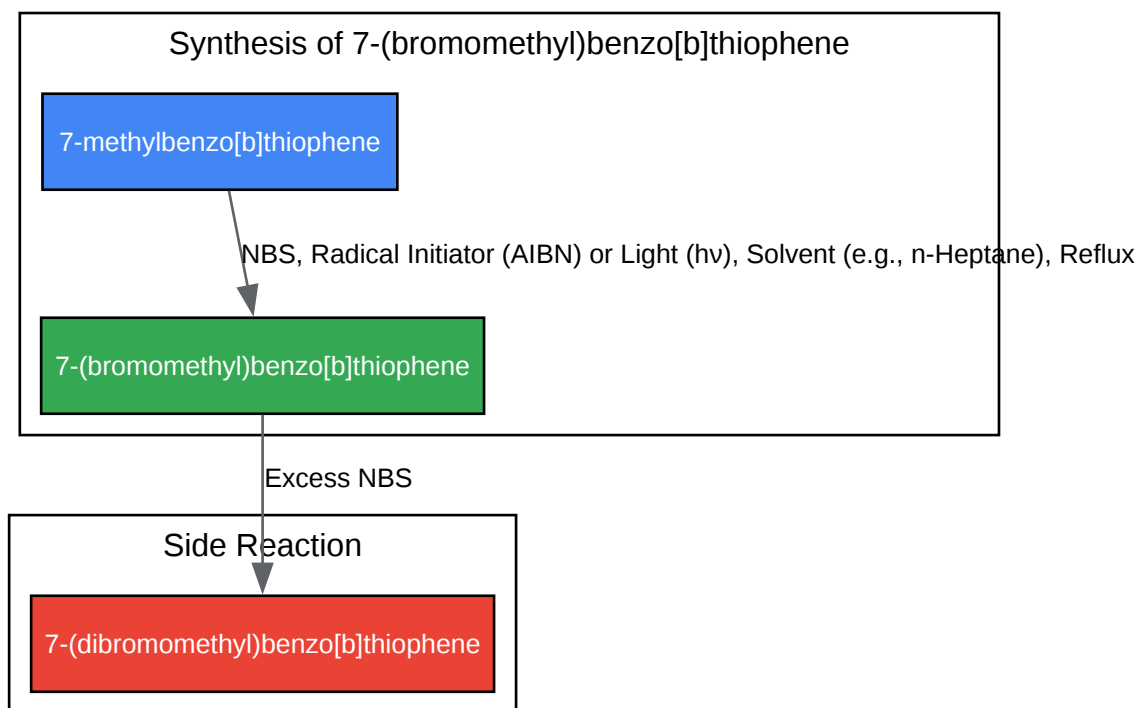 Synthesis of 7-(bromomethyl)benzo[b]thiophene
7-methylbenzo[b]thiophene
NBS, Radical Initiator (AIBN) or Light (hν), Solvent (e.g., n-Heptane), Reflux
7-(bromomethyl)benzo[b]thiophene
Excess NBS
Side Reaction
7-(dibromomethyl)benzo[b]thiophene